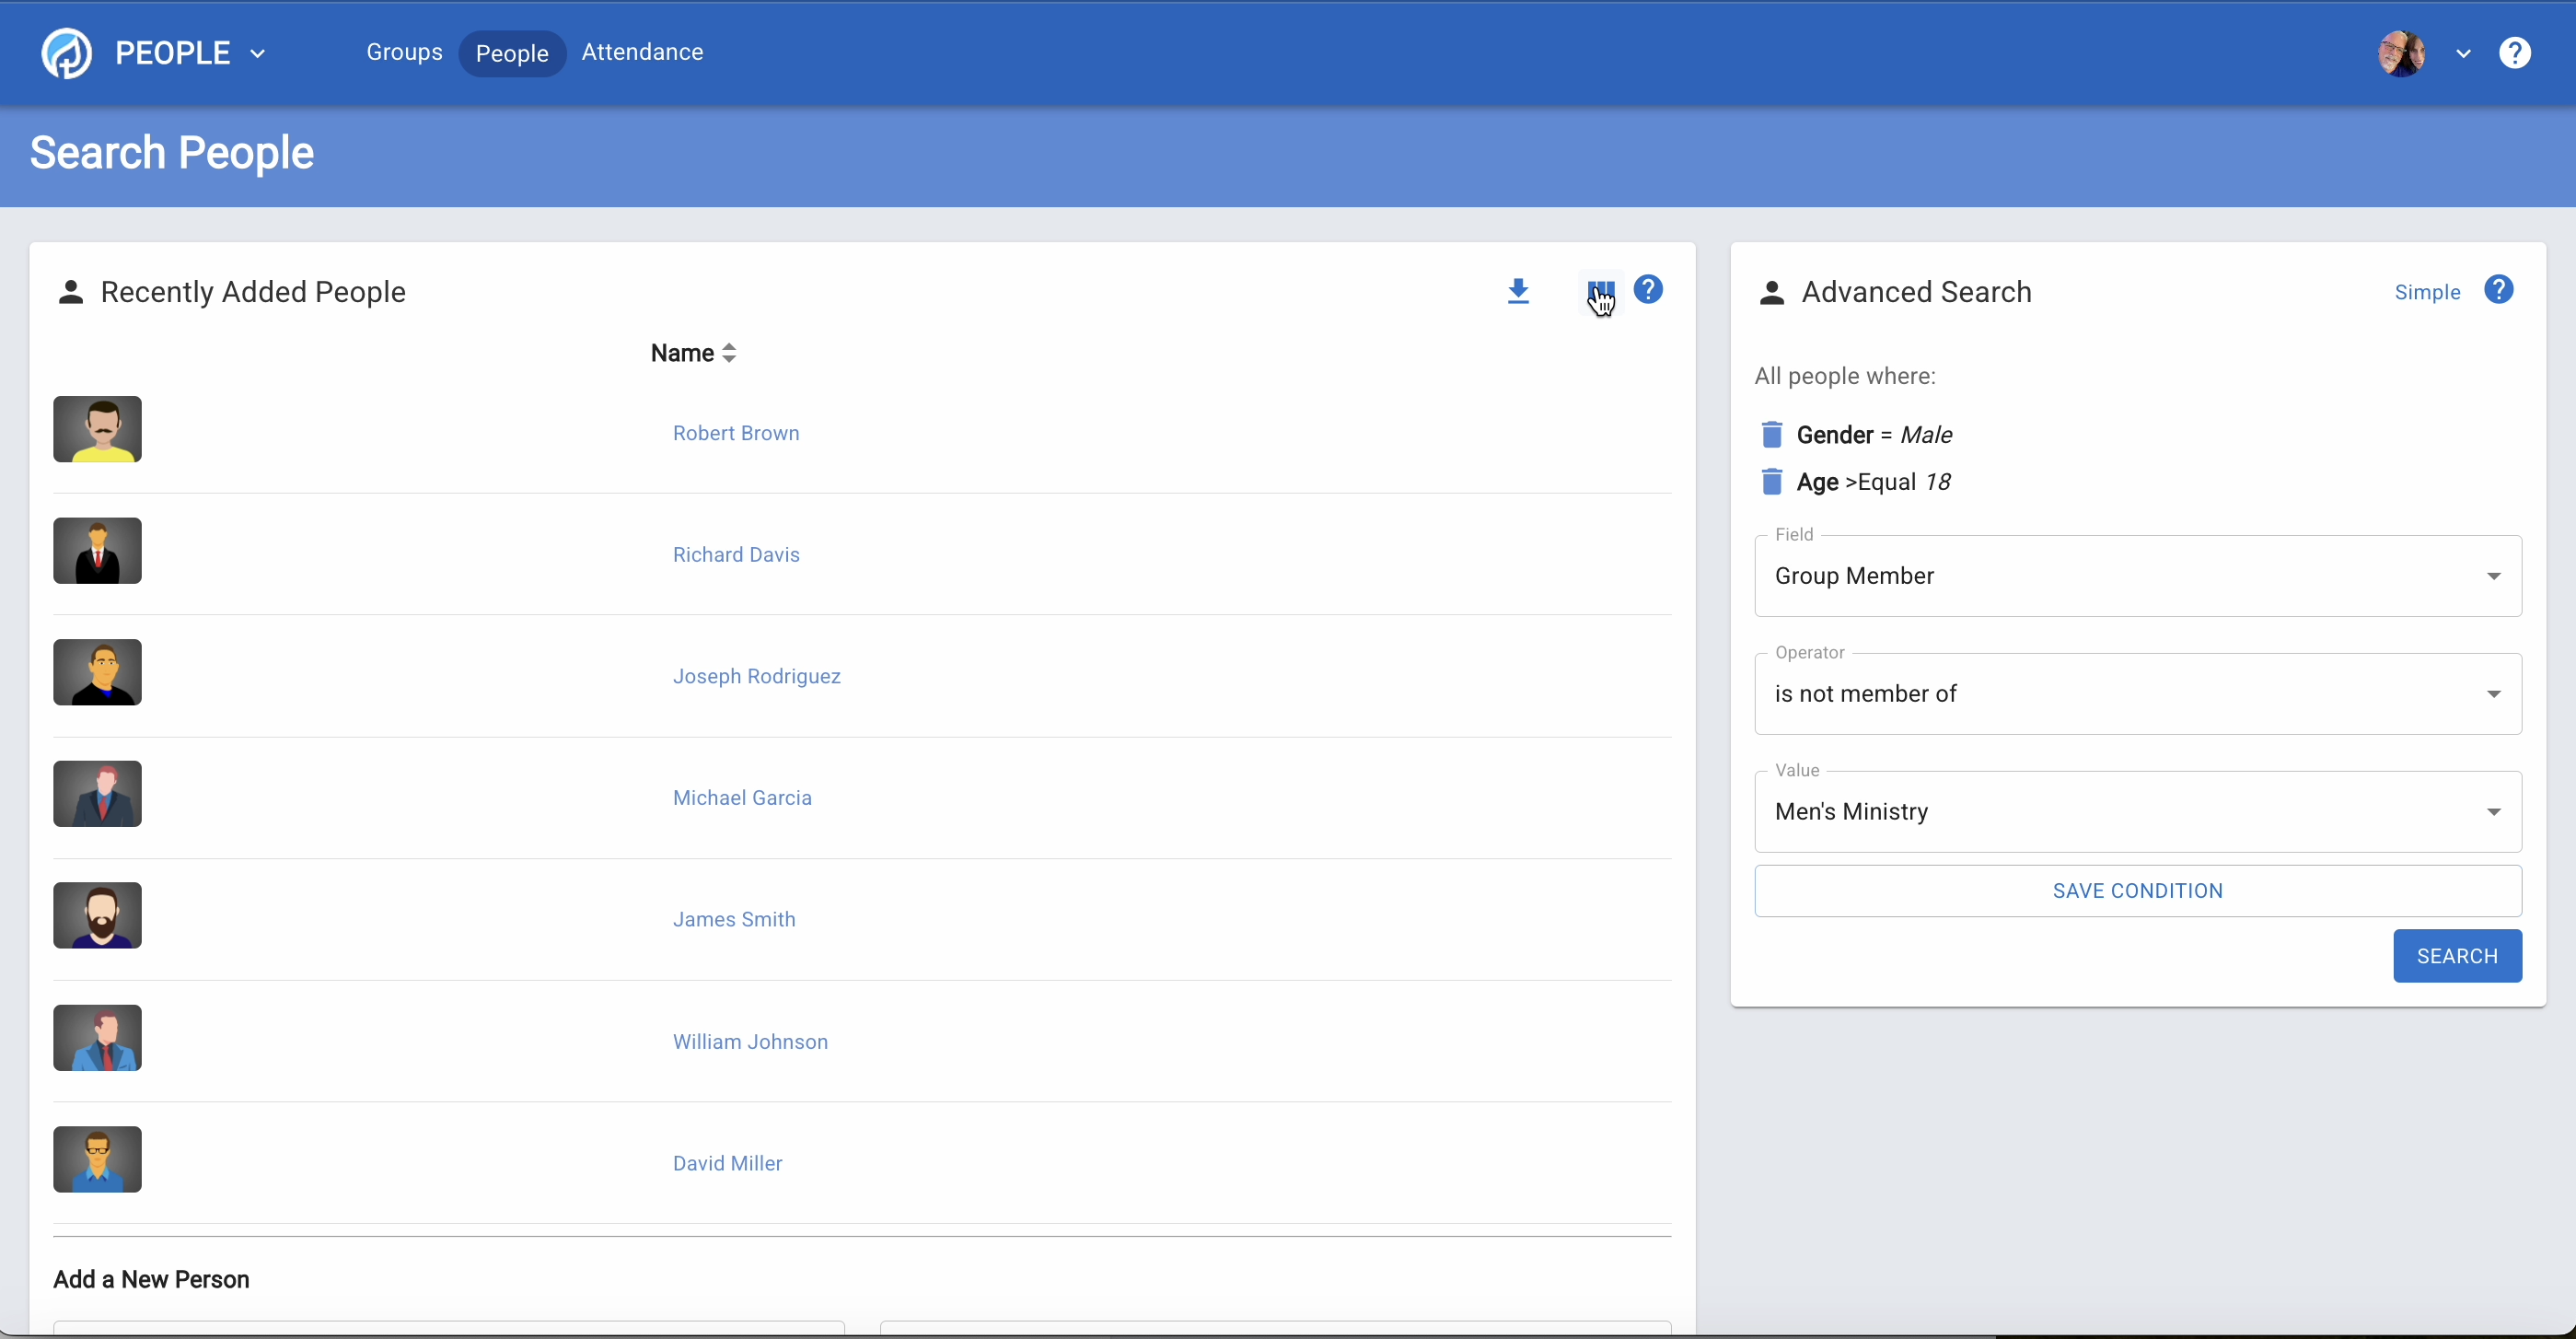 PEOPLE
Groups People Attendance
?
Search People
Recently Added People
?
Name
Robert Brown
Richard Davis
Joseph Rodriguez
Michael Garcia
James Smith
William Johnson
David Miller
Add a New Person
Advanced Search
Simple ?
All people where:
Gender = Male
Age >Equal 18
Field
Group Member
Operator
is not member of
Value
Men's Ministry
SAVE CONDITION
SEARCH